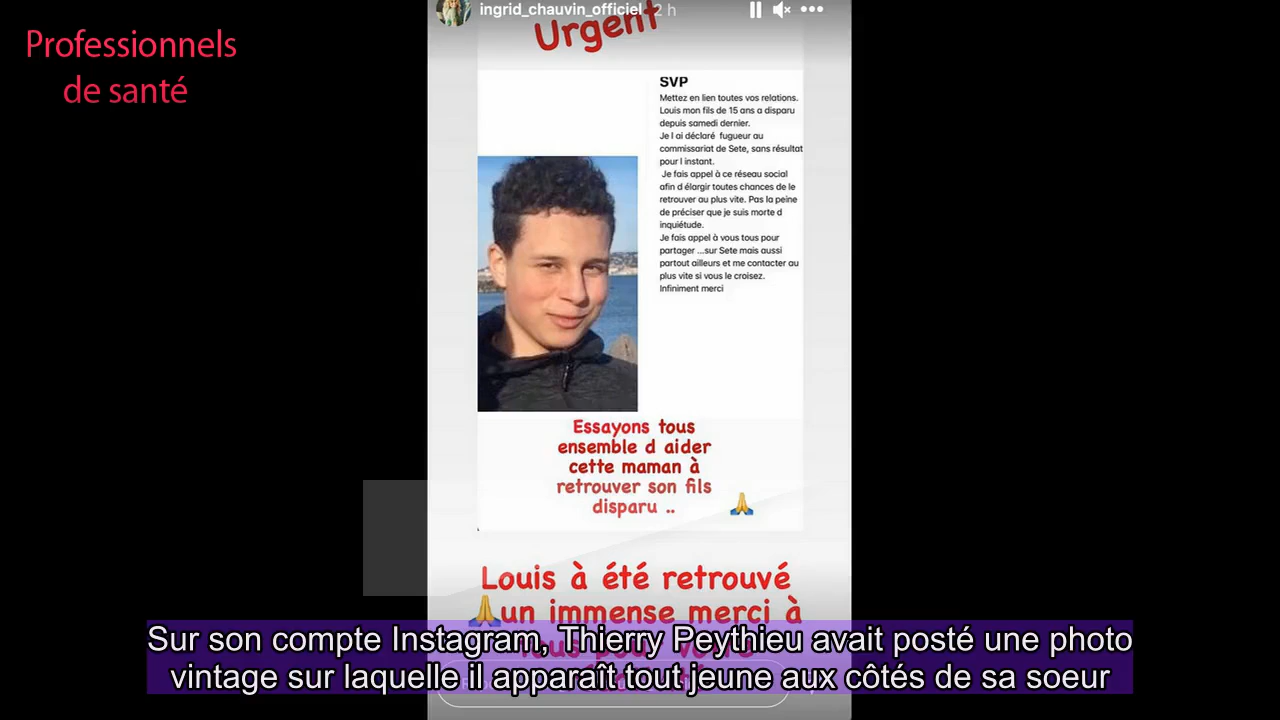 ingrid_chauvin_officiel 2 h
Professionnels
de santé
Urgent
SVP
Mettez en lien toutes vos relations.
Louis mon fils de 15 ans a disparu
depuis samedi dernier.
Je l ai déclaré fugueur au
commissariat de Sete, sans résultat
pour l instant.
Je fais appel à ce réseau social
afin d élargir toutes chances de le
retrouver au plus vite. Pas la peine
de préciser que je suis morte d
inquiétude.
Je fais appel à vous tous pour
partager ...sur Sete mais aussi
partout ailleurs et me contacter au
plus vite si vous le croisez.
Infiniment merci
Essayons tous
ensemble d aider
cette maman à
retrouver son fils
disparu ..
Louis à été retrouvé
un immense merci à
Sur son compte Instagram, Thierry Peythieu avait posté une photo
vintage sur laquelle il apparaît tout jeune aux côtés de sa soeur